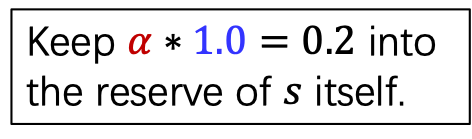 Keep α * 1.0 = 0.2 into
the reserve of s itself.